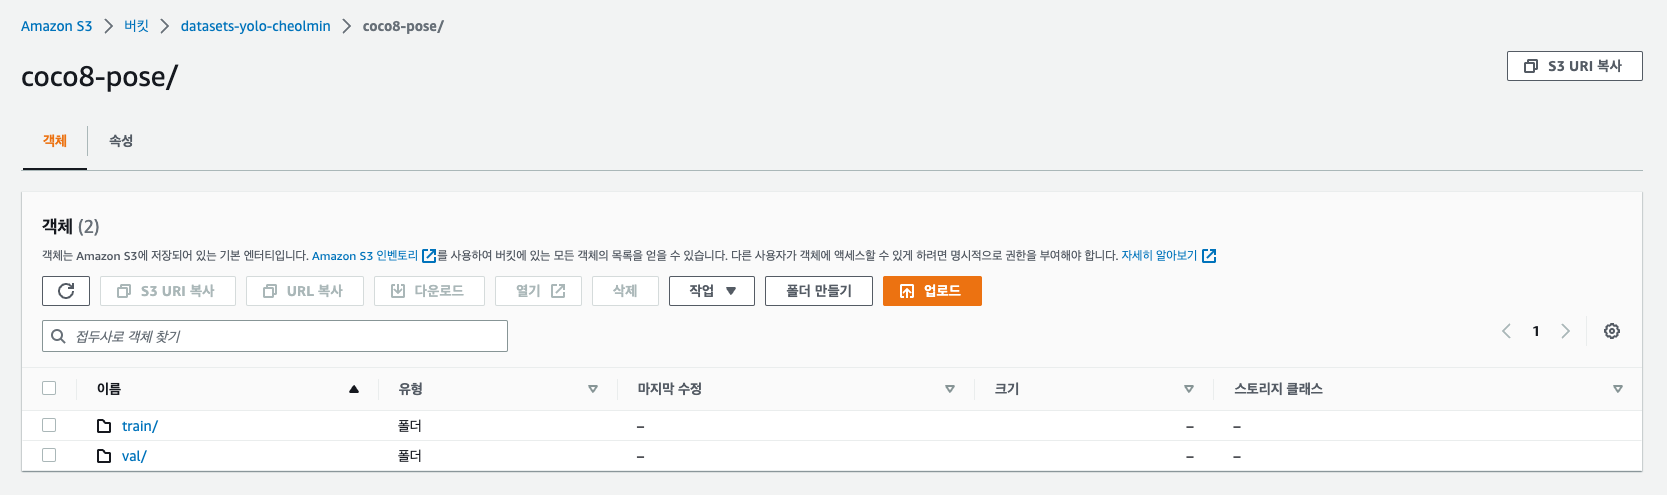 Amazon S3 > 버킷 > datasets-yolo-cheolmin > coco8-pose/
coco8-pose/
S3 URI 복사
객체 속성
객체 (2)
객체는 Amazon S3에 저장되어 있는 기본 엔터티입니다. Amazon S3 인벤토리를 사용하여 버킷에 있는 모든 객체의 목록을 얻을 수 있습니다. 다른 사용자가 객체에 액세스할 수 있게 하려면 명시적으로 권한을 부여해야 합니다. 자세히 알아보기
S3 URI 복사 URL 복사 다운로드 열기 삭제 작업 폴더 만들기 업로드
접두사로 객체 찾기
1
이름 유형 마지막 수정 크기 스토리지 클래스
train/ 폴더 – – –
val/ 폴더 – – –